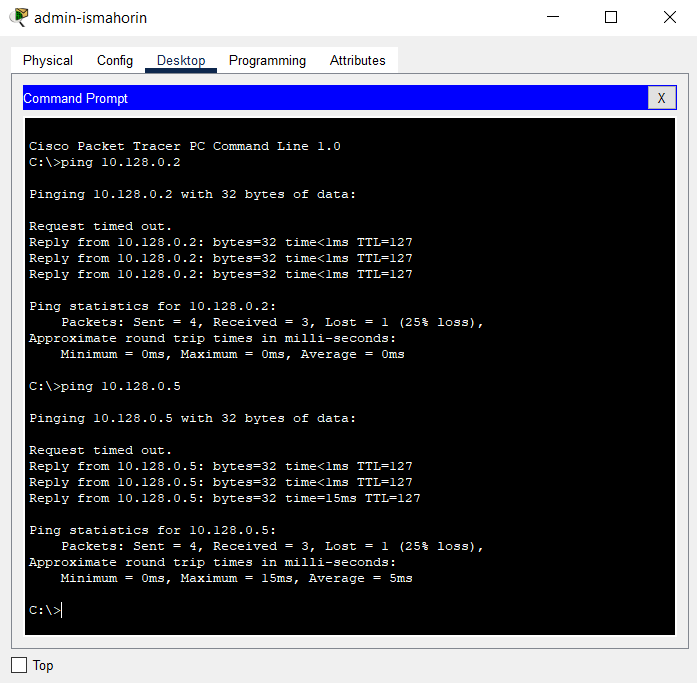 admin-ismahorin
Physical Config Desktop Programming Attributes
Command Prompt
X
Cisco Packet Tracer PC Command Line 1.0
C:\>ping 10.128.0.2
Pinging 10.128.0.2 with 32 bytes of data:
Request timed out.
Reply from 10.128.0.2: bytes=32 time<1ms TTL=127
Reply from 10.128.0.2: bytes=32 time<1ms TTL=127
Reply from 10.128.0.2: bytes=32 time<1ms TTL=127
Ping statistics for 10.128.0.2:
    Packets: Sent = 4, Received = 3, Lost = 1 (25% loss),
Approximate round trip times in milli-seconds:
    Minimum = 0ms, Maximum = 0ms, Average = 0ms
C:\>ping 10.128.0.5
Pinging 10.128.0.5 with 32 bytes of data:
Request timed out.
Reply from 10.128.0.5: bytes=32 time<1ms TTL=127
Reply from 10.128.0.5: bytes=32 time<1ms TTL=127
Reply from 10.128.0.5: bytes=32 time=15ms TTL=127
Ping statistics for 10.128.0.5:
    Packets: Sent = 4, Received = 3, Lost = 1 (25% loss),
Approximate round trip times in milli-seconds:
    Minimum = 0ms, Maximum = 15ms, Average = 5ms
C:\>
Top